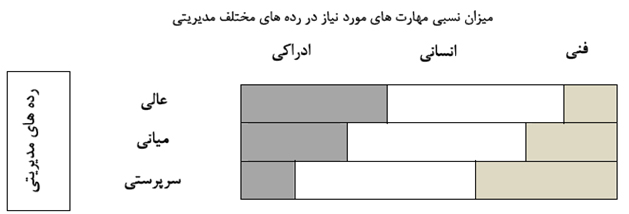 میزان نسبی مهارت های مورد نیاز در رده های مختلف مدیریتی
فنی انسانی ادراکی
رده های مدیریتی
عالی
میانی
سرپرستی